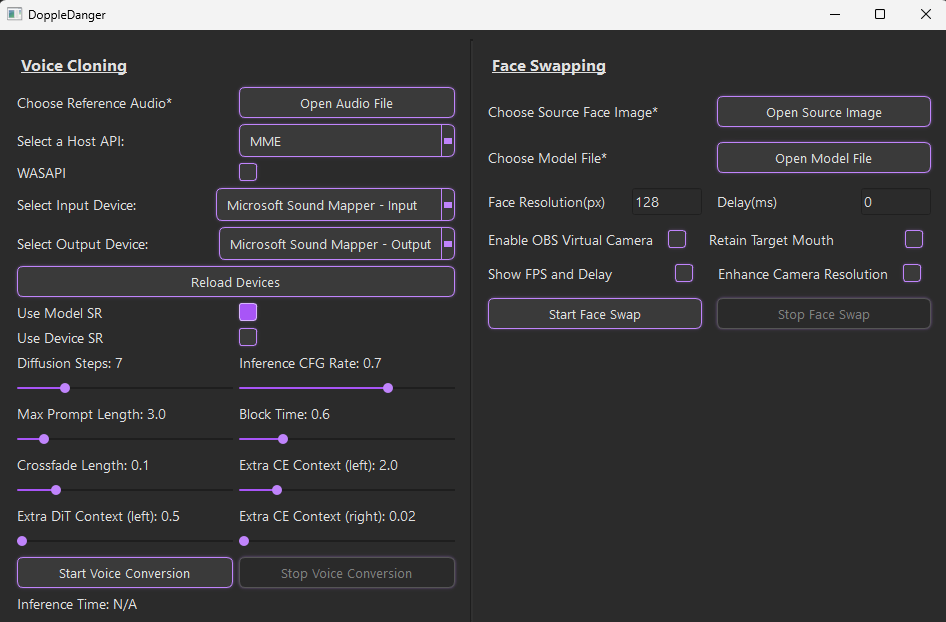 DoppleDanger
Voice Cloning
Choose Reference Audio*
Open Audio File
Select a Host API:
MME
WASAPI
Select Input Device:
Microsoft Sound Mapper - Input
Select Output Device:
Microsoft Sound Mapper - Output
Reload Devices
Use Model SR
Use Device SR
Diffusion Steps: 7
Inference CFG Rate: 0.7
Max Prompt Length: 3.0
Block Time: 0.6
Crossfade Length: 0.1
Extra CE Context (left): 2.0
Extra DiT Context (left): 0.5
Extra CE Context (right): 0.02
Start Voice Conversion
Stop Voice Conversion
Inference Time: N/A
Face Swapping
Choose Source Face Image*
Open Source Image
Choose Model File*
Open Model File
Face Resolution(px)
128
Delay(ms)
0
Enable OBS Virtual Camera
Retain Target Mouth
Show FPS and Delay
Enhance Camera Resolution
Start Face Swap
Stop Face Swap